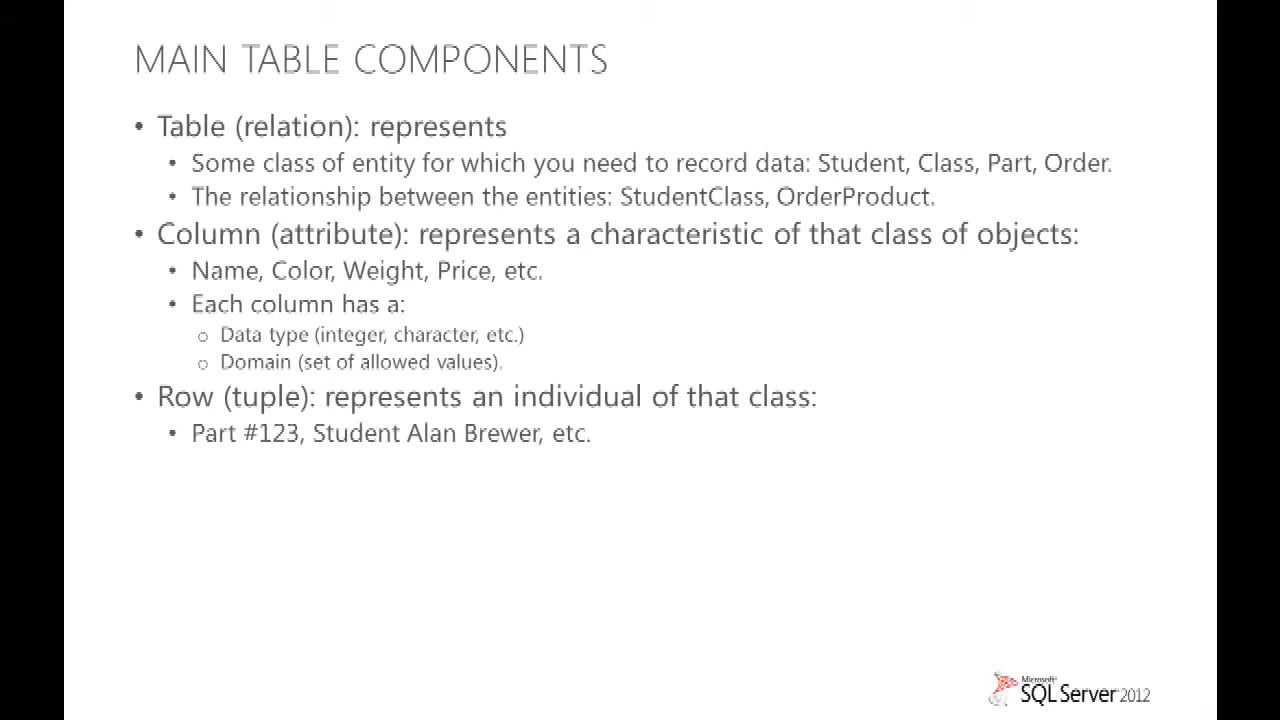 MAIN TABLE COMPONENTS
• Table (relation): represents
• Some class of entity for which you need to record data: Student, Class, Part, Order.
• The relationship between the entities: StudentClass, OrderProduct.
• Column (attribute): represents a characteristic of that class of objects:
• Name, Color, Weight, Price, etc.
• Each column has a:
o Data type (integer, character, etc.)
o Domain (set of allowed values).
• Row (tuple): represents an individual of that class:
• Part #123, Student Alan Brewer, etc.
Microsoft®
SQL Server 2012